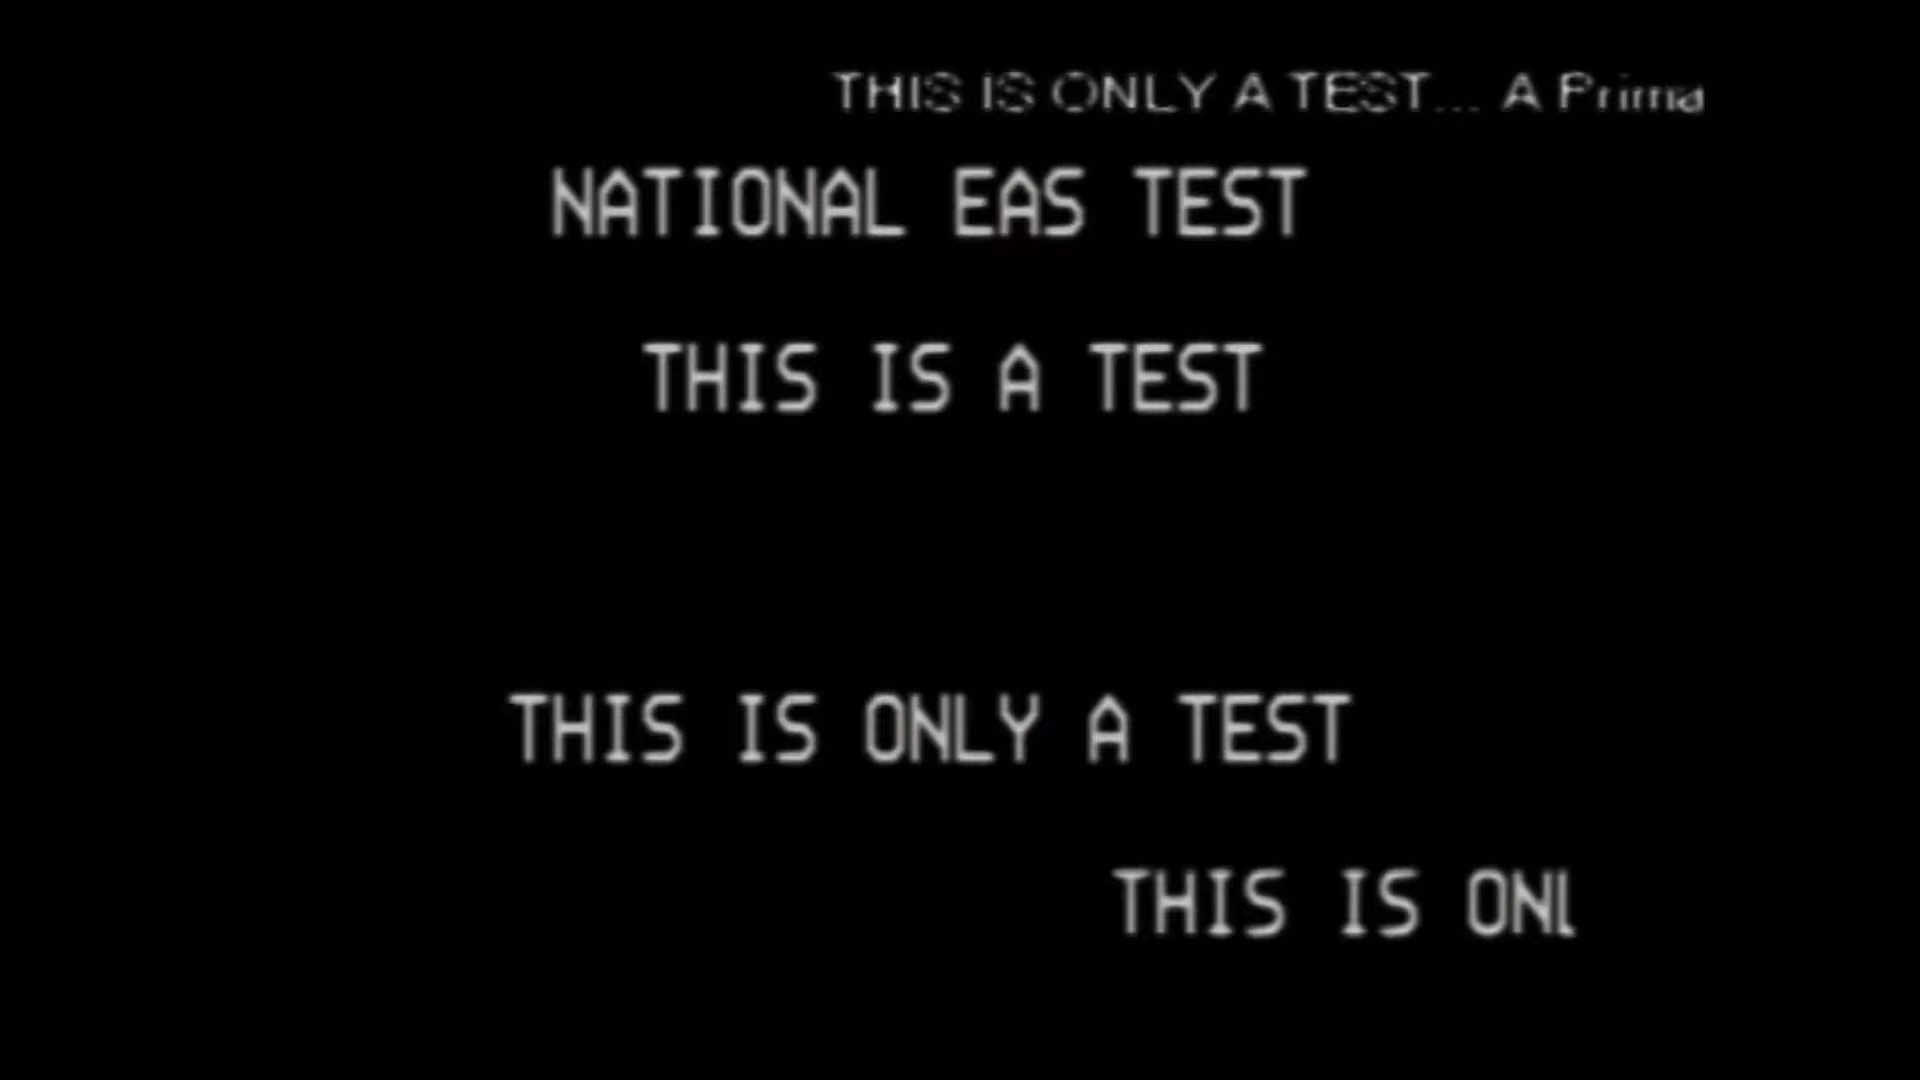 THIS IS ONLY A TEST... A Prima
NATIONAL EAS TEST
THIS IS A TEST
THIS IS ONLY A TEST
THIS IS ONL